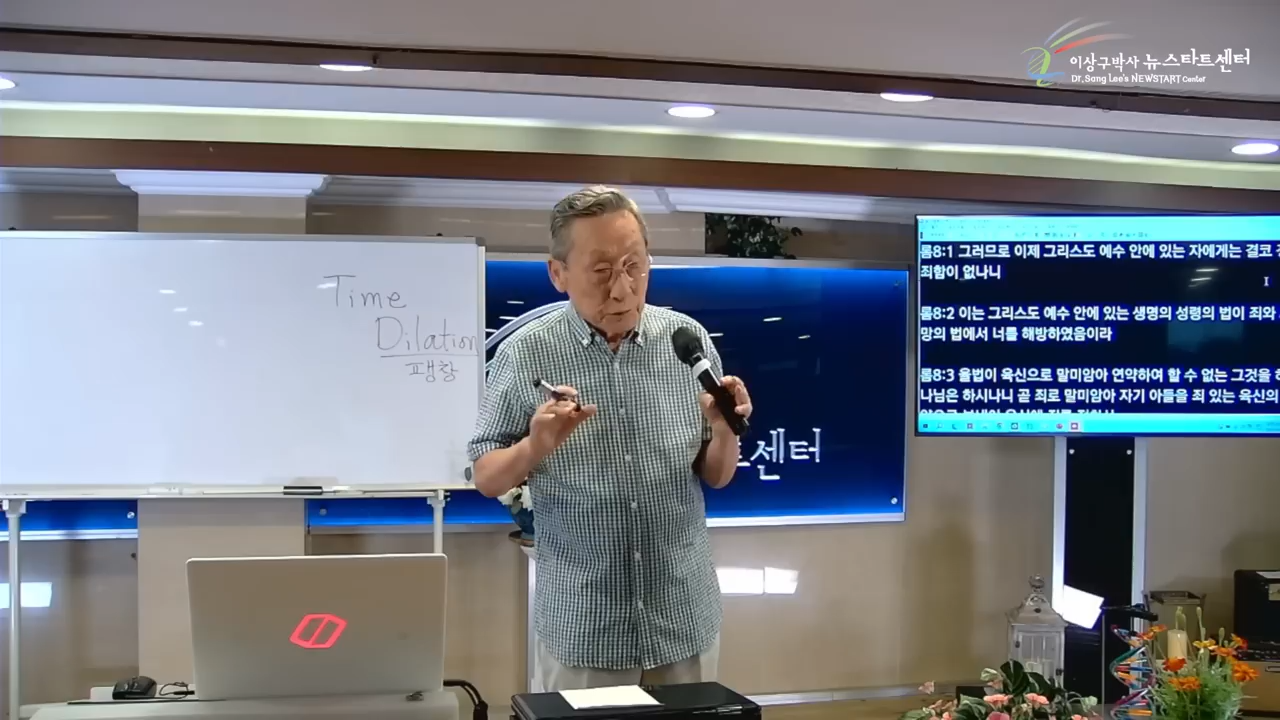 이상구박사 뉴스타트센터
Dr. Sang Lee's NEWSTART Center
Time
Dilation
팽창
롬8:1 그러므로 이제 그리스도 예수 안에 있는 자에게는 결코
죄함이 없나니
롬8:2 이는 그리스도 예수 안에 있는 생명의 성령의 법이 죄와
망의 법에서 너를 해방하였음이라
롬8:3 율법이 육신으로 말미암아 연약하여 할 수 없는 그것을
나님은 하시나니 곧 죄로 말미암아 자기 아들을 죄 있는 육신의
센터